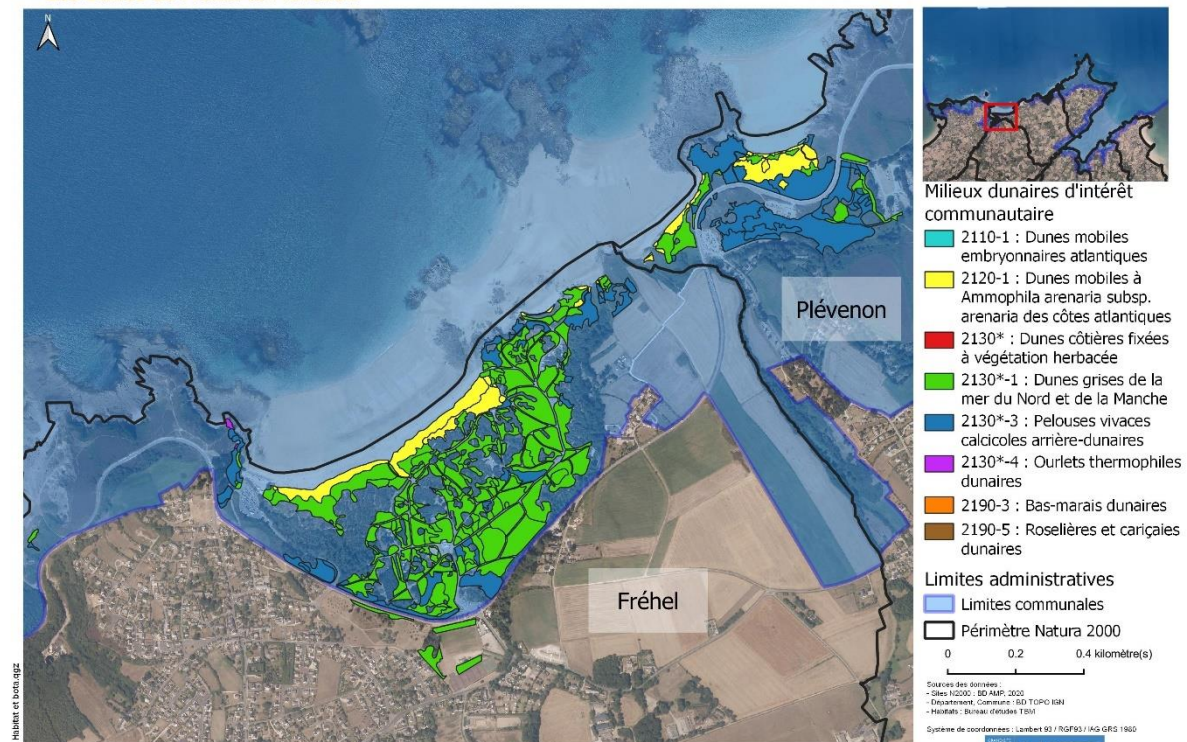 N
Plévenon
Fréhel
Habitat et bota.qgz
Milieux dunaires d'intérêt
communautaire
2110-1 : Dunes mobiles
embryonnaires atlantiques
2120-1 : Dunes mobiles à
Ammophila arenaria subsp.
arenaria des côtes atlantiques
2130* : Dunes côtières fixées
à végétation herbacée
2130*-1 : Dunes grises de la
mer du Nord et de la Manche
2130*-3 : Pelouses vivaces
calcicoles arrière-dunaires
2130*-4 : Ourlets thermophiles
dunaires
2190-3 : Bas-marais dunaires
2190-5 : Roselières et cariçaies
dunaires
Limites administratives
Limites communales
Périmètre Natura 2000
0 0.2 0.4 kilomètre(s)
Sources des données :
- Sites N2000 : BD AMP, 2020
- Département, Commune : BD TOPO IGN
- Habitats : Bureau d'études TBM
Système de coordonnées : Lambert 93 / RGF93 / IAG GRS 1980